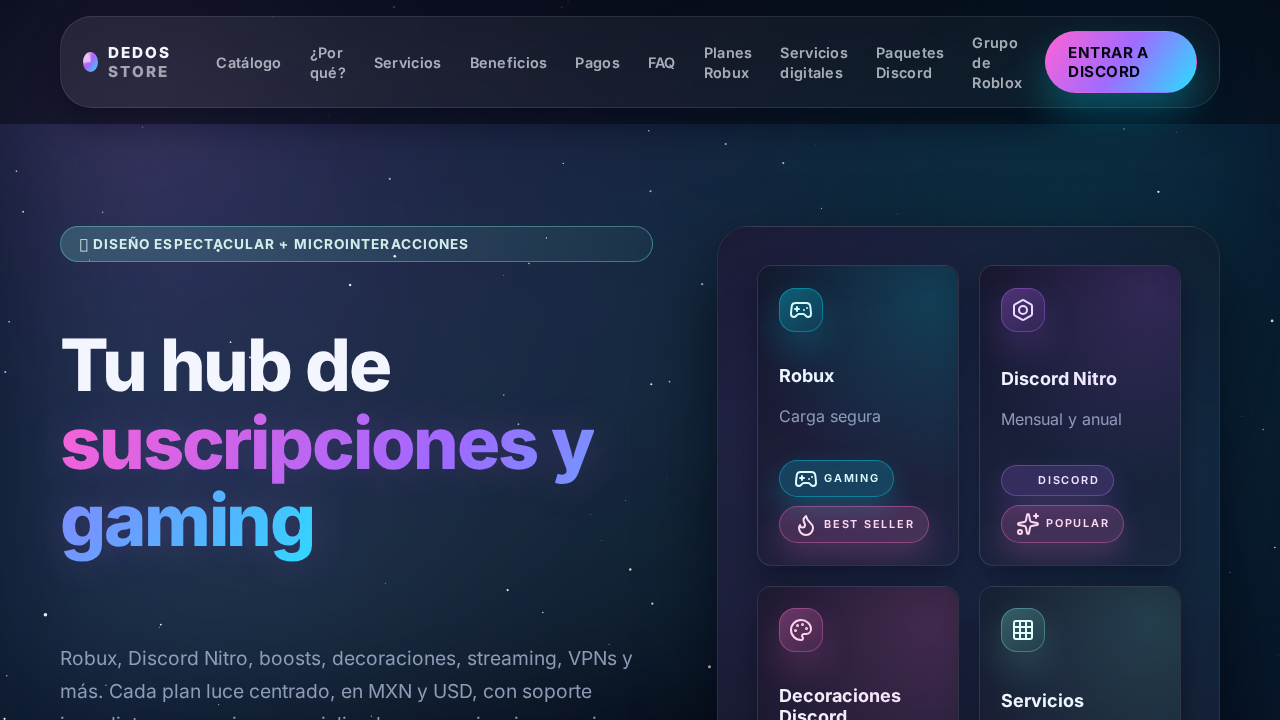 DEDOS
STORE
Catálogo
¿Por
qué?
Servicios
Beneficios
Pagos
FAQ
Planes
Robux
Servicios
digitales
Paquetes
Discord
Grupo
de
Roblox
ENTRAR A
DISCORD
DISEÑO ESPECTACULAR + MICROINTERACCIONES
Tu hub de
suscripciones y
gaming
Robux, Discord Nitro, boosts, decoraciones, streaming, VPNs y
más. Cada plan luce centrado, en MXN y USD, con soporte
Robux
Carga segura
GAMING
BEST SELLER
Discord Nitro
Mensual y anual
DISCORD
POPULAR
Decoraciones
Discord
Servicios